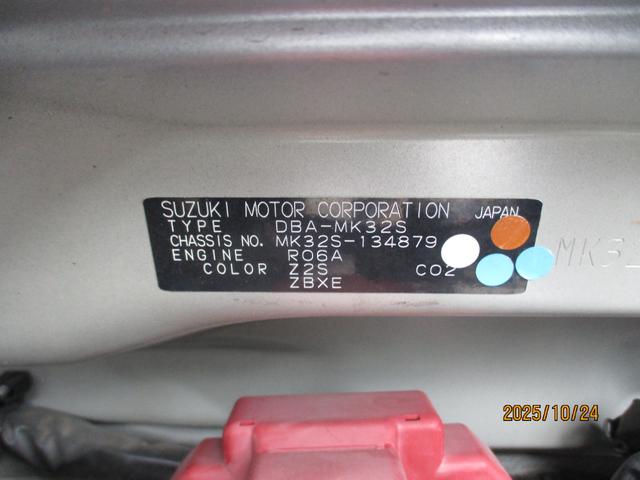 SUZUKI MOTOR CORPORATION JAPAN
TYPE DBA-MK32S
CHASSIS NO. MK32S-134879
ENGINE R06A
COLOR Z2S C02
ZBXE
MK3
2025/10/24